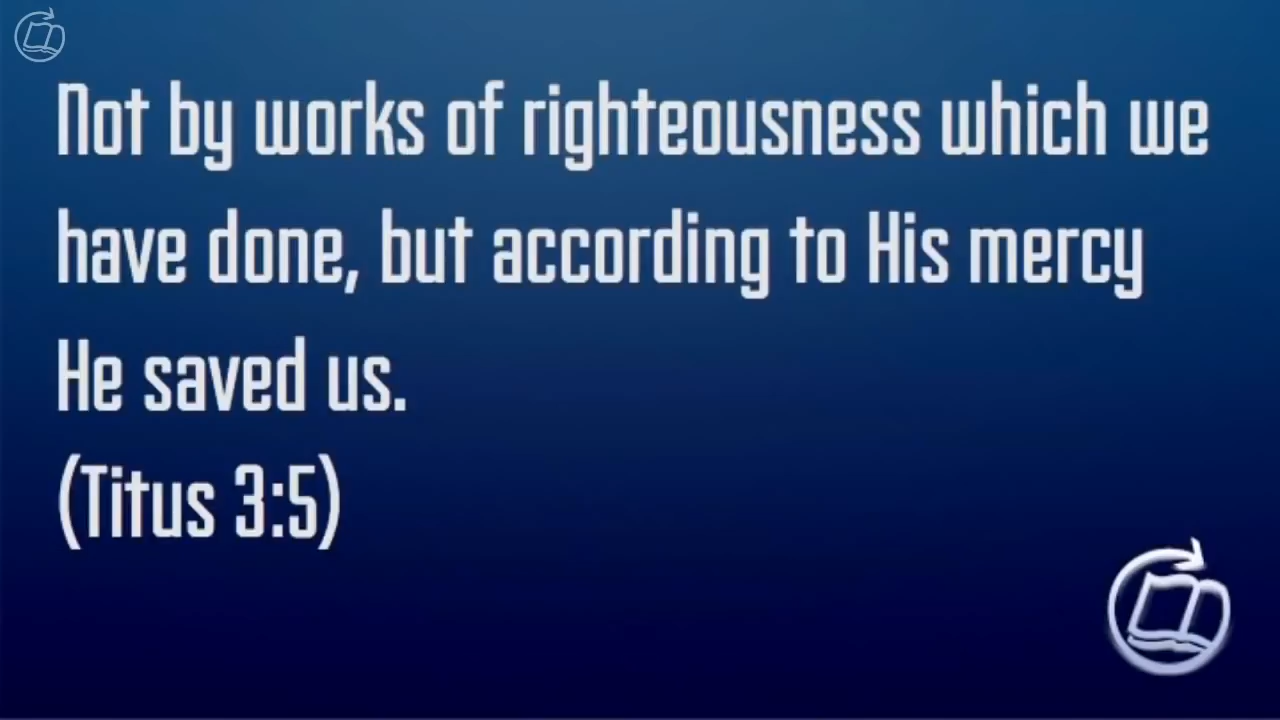 Not by works of righteousness which we
have done, but according to His mercy
He saved us.
(Titus 3:5)